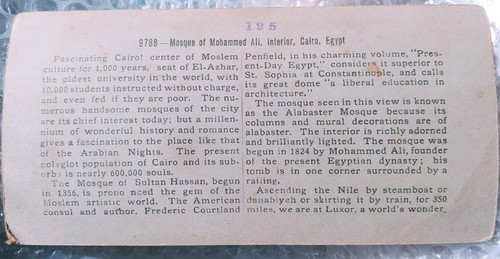 125
9768—Mosque of Mohammed Ali, interior, Cairo, Egypt
Fascinating Cairo! center of Moslem
culture for 1,000 years, seat of El-Azhar,
the oldest university in the world, with
10,000 students instructed without charge,
and even fed if they are poor. The nu-
merous handsome mosques of the city
are its chief interest today; but a millen-
nium of wonderful history and romance
gives a fascination to the place like that
of the Arabian Nights. The present
polyglot population of Cairo and its sub-
urbs is nearly 600,000 souls.
The Mosque of Sultan Hassan, begun
in 1356, is pronounced the gem of the
Moslem artistic world. The American
consul and author, Frederic Courtland
Penfield, in his charming volume, "Pres-
ent-Day Egypt," considers it superior to
St. Sophia at Constantinople, and calls
its great dome "a liberal education in
architecture."
The mosque seen in this view is known
as the Alabaster Mosque because its
columns and mural decorations are of
alabaster. The interior is richly adorned
and brilliantly lighted. The mosque was
begun in 1824 by Mohammed Ali, founder
of the present Egyptian dynasty; his
tomb is in one corner surrounded by a
railing.
Ascending the Nile by steamboat or
dahabiyeh or skirting it by train, for 350
miles, we are at Luxor, a world's wonder,